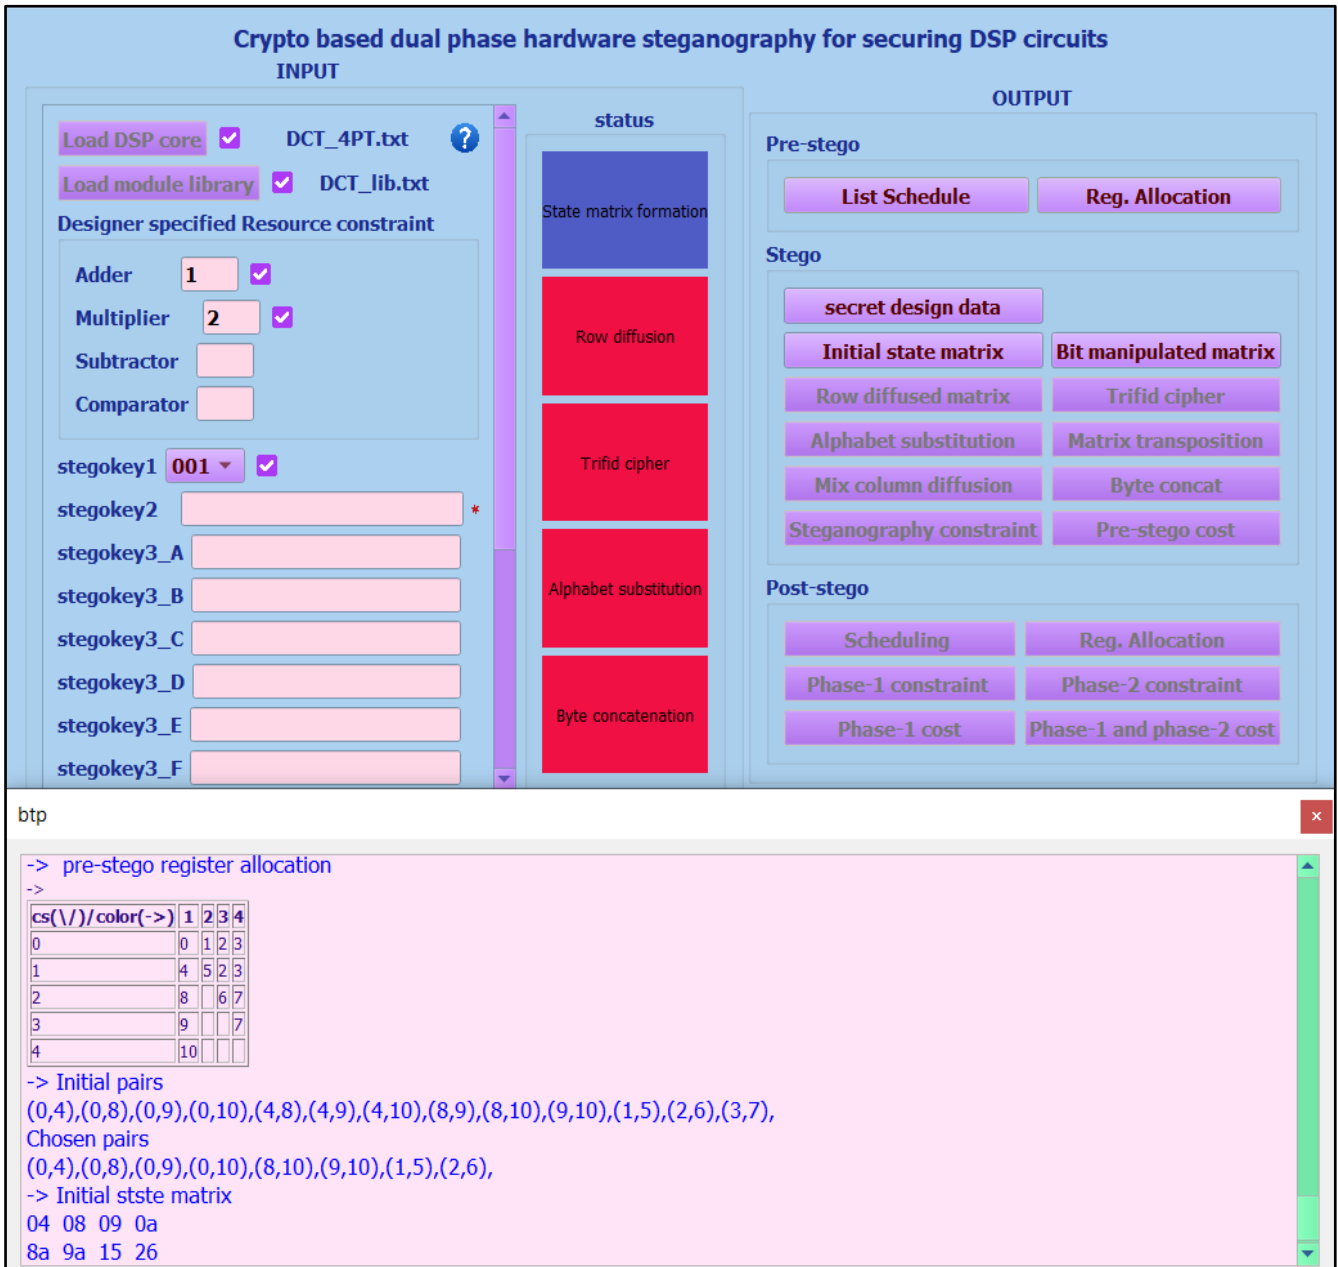 Crypto based dual phase hardware steganography for securing DSP circuits
INPUT
Load DSP core DCT_4PT.txt ?
Load module library DCT_lib.txt
Designer specified Resource constraint
Adder 1
Multiplier 2
Subtractor
Comparator
stegokey1 001
stegokey2 *
stegokey3_A
stegokey3_B
stegokey3_C
stegokey3_D
stegokey3_E
stegokey3_F
status
State matrix formation
Row diffusion
Trifid cipher
Alphabet substitution
Byte concatenation
OUTPUT
Pre-stego
List Schedule Reg. Allocation
Stego
secret design data
Initial state matrix Bit manipulated matrix
Row diffused matrix Trifid cipher
Alphabet substitution Matrix transposition
Mix column diffusion Byte concat
Steganography constraint Pre-stego cost
Post-stego
Scheduling Reg. Allocation
Phase-1 constraint Phase-2 constraint
Phase-1 cost Phase-1 and phase-2 cost
btp x
-> pre-stego register allocation
->
cs(\/)/color(->) 1 2 3 4
0 0 1 2 3
1 4 5 2 3
2 8 6 7
3 9 7
4 10
-> Initial pairs
(0,4),(0,8),(0,9),(0,10),(4,8),(4,9),(4,10),(8,9),(8,10),(9,10),(1,5),(2,6),(3,7),
Chosen pairs
(0,4),(0,8),(0,9),(0,10),(8,10),(9,10),(1,5),(2,6),
-> Initial stste matrix
04 08 09 0a
8a 9a 15 26